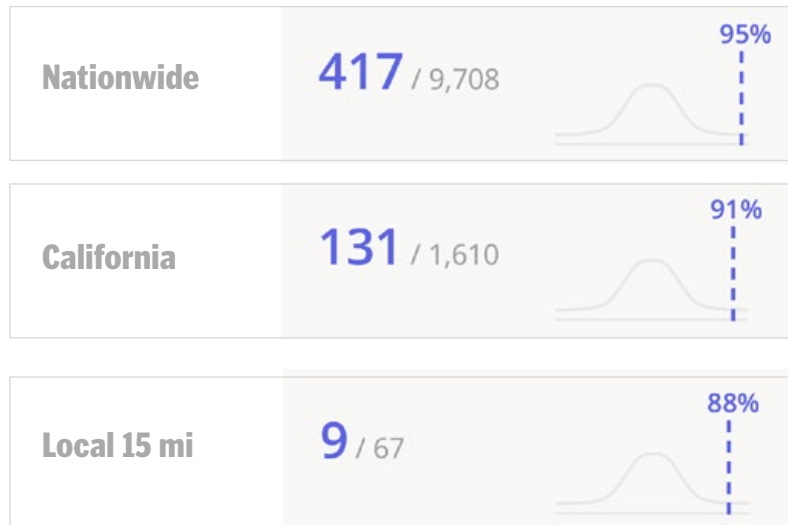 Nationwide 417 / 9,708 95%
California 131 / 1,610 91%
Local 15 mi 9 / 67 88%